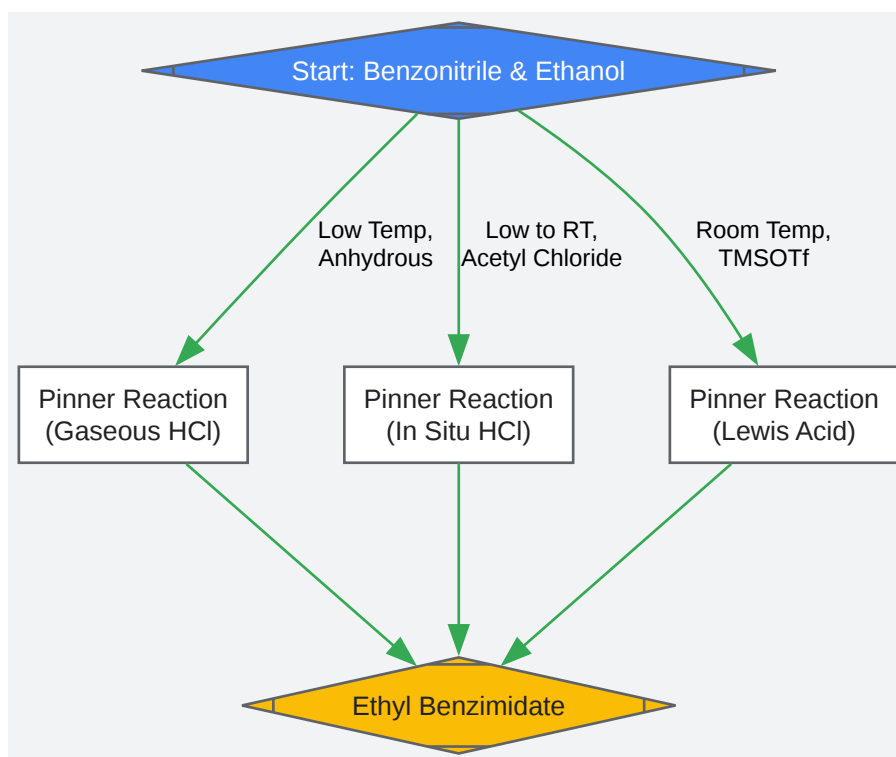 Start: Benzonitrile & Ethanol
Low Temp,
Anhydrous
Low to RT,
Acetyl Chloride
Room Temp,
TMSOTf
Pinner Reaction
(Gaseous HCl)
Pinner Reaction
(In Situ HCl)
Pinner Reaction
(Lewis Acid)
Ethyl Benzimidate